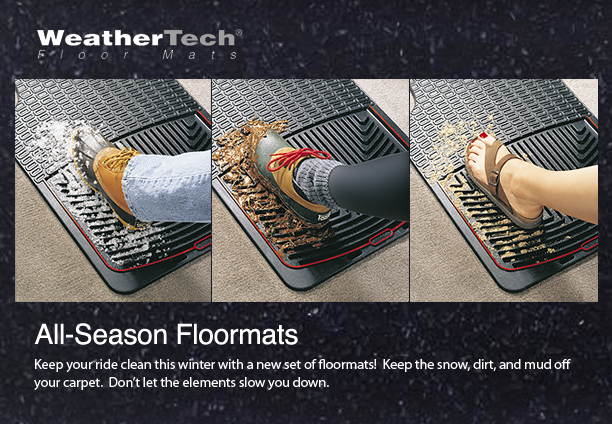 WeatherTech®
Floor Mats
All-Season Floormats
Keep your ride clean this winter with a new set of floormats!  Keep the snow, dirt, and mud off
your carpet.  Don't let the elements slow you down.